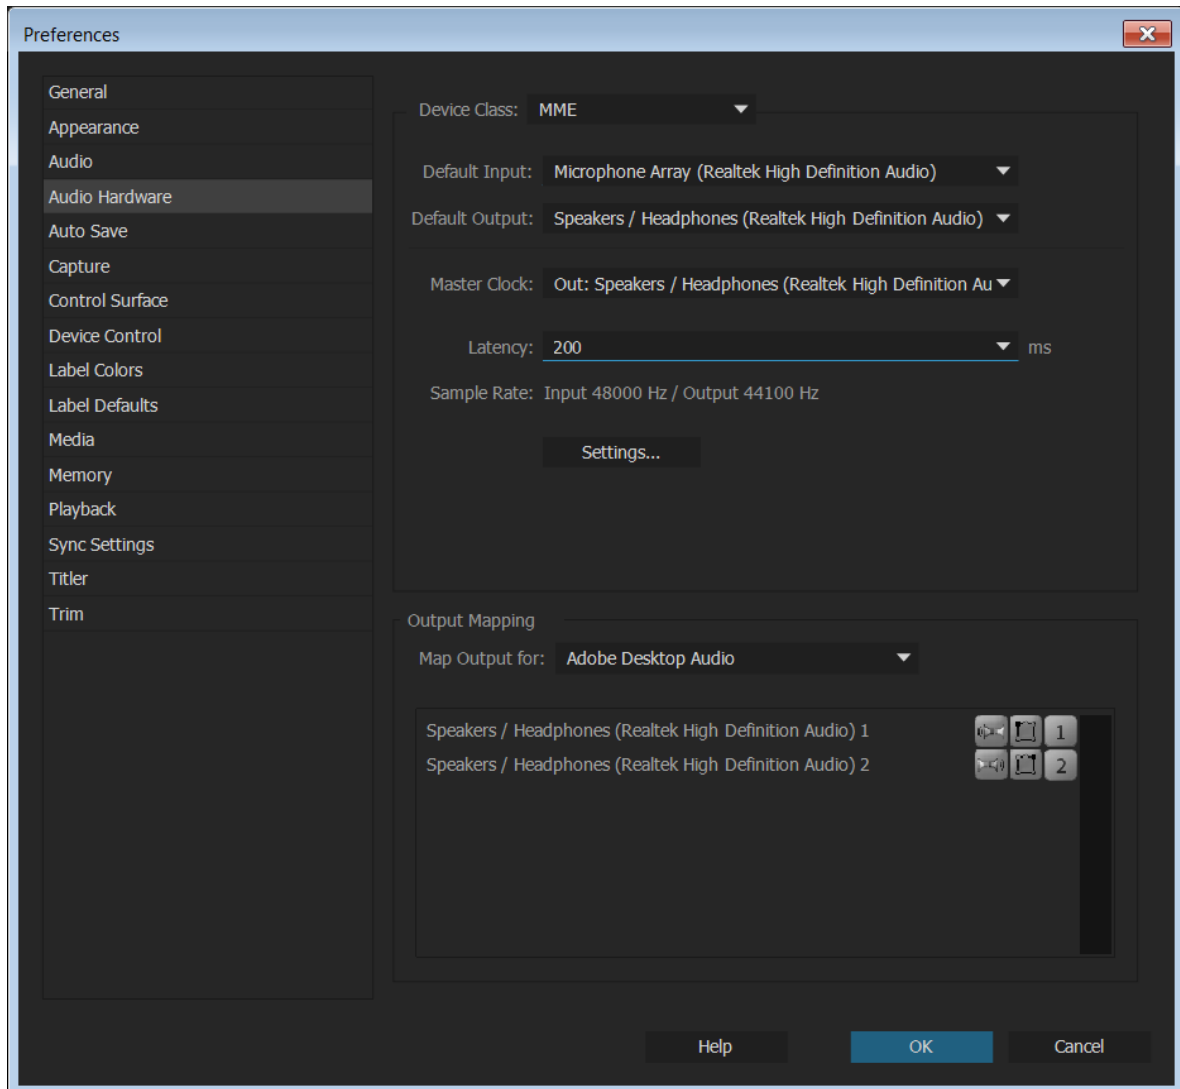 Preferences
General
Appearance
Audio
Audio Hardware
Auto Save
Capture
Control Surface
Device Control
Label Colors
Label Defaults
Media
Memory
Playback
Sync Settings
Titler
Trim
Device Class: MME
Default Input: Microphone Array (Realtek High Definition Audio)
Default Output: Speakers / Headphones (Realtek High Definition Audio)
Master Clock: Out: Speakers / Headphones (Realtek High Definition Au
Latency: 200 ms
Sample Rate: Input 48000 Hz / Output 44100 Hz
Settings...
Output Mapping
Map Output for: Adobe Desktop Audio
Speakers / Headphones (Realtek High Definition Audio) 1 1
Speakers / Headphones (Realtek High Definition Audio) 2 2
Help OK Cancel